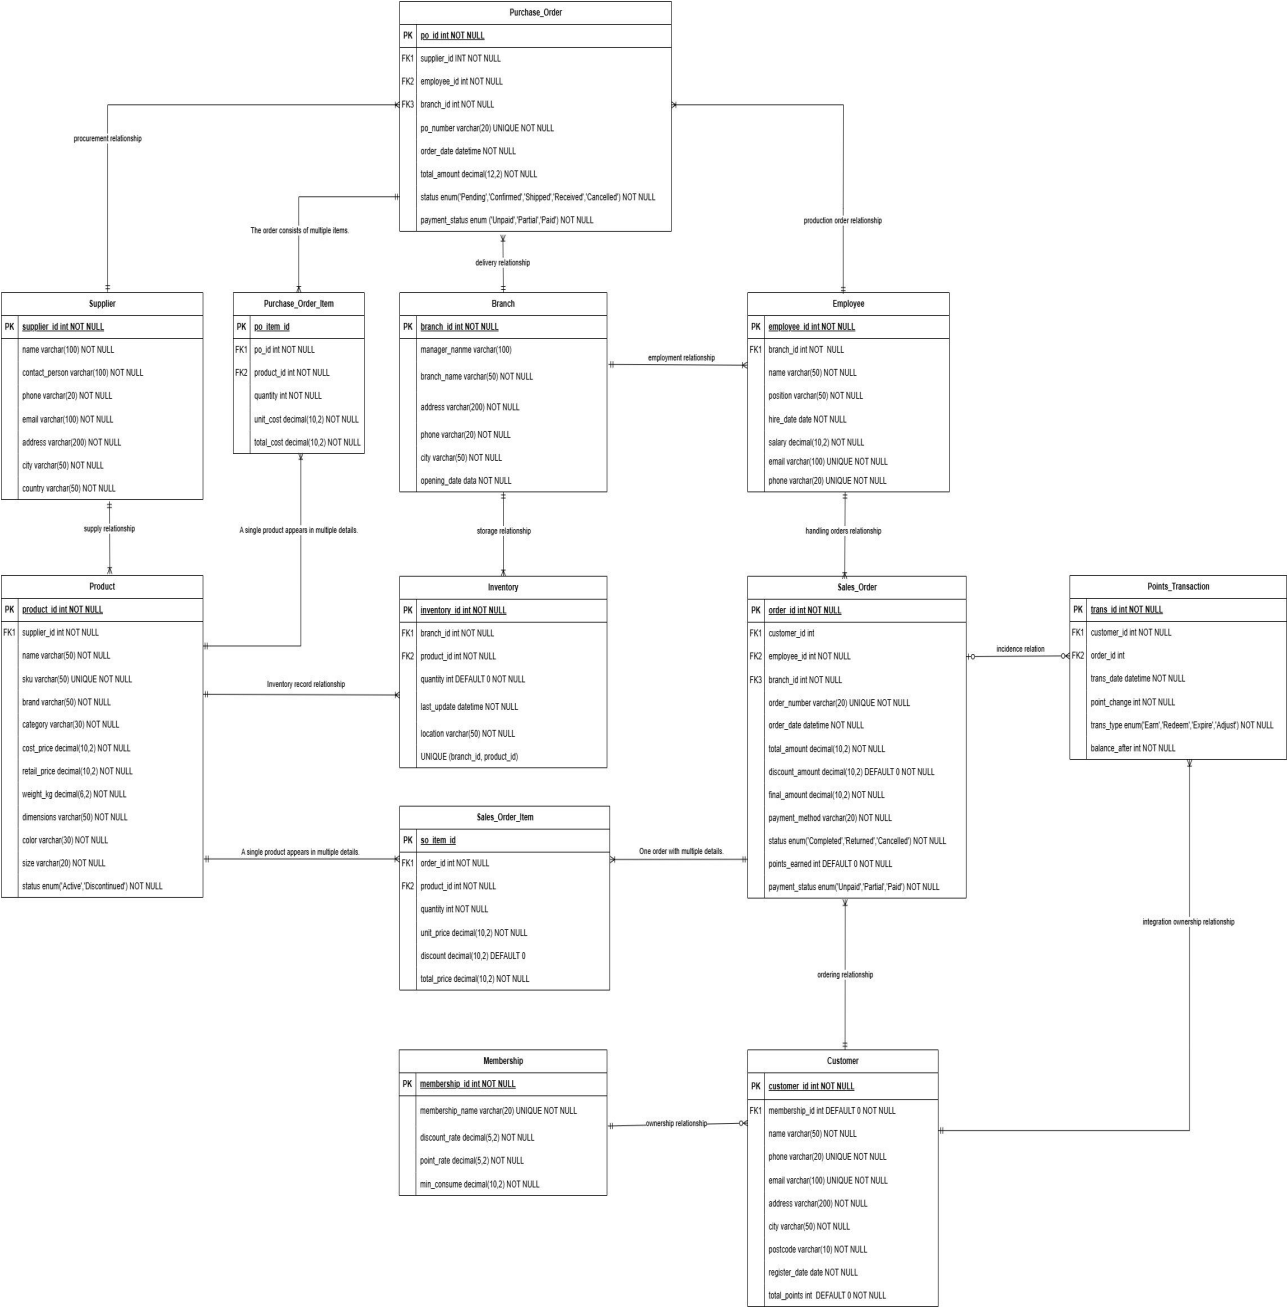 Purchase_Order
PK po_id int NOT NULL
FK1 supplier_id INT NOT NULL
FK2 employee_id int NOT NULL
FK3 branch_id int NOT NULL
po_number varchar(20) UNIQUE NOT NULL
order_date datetime NOT NULL
total_amount decimal(12,2) NOT NULL
status enum('Pending','Confirmed','Shipped','Received','Cancelled') NOT NULL
payment_status enum ('Unpaid','Partial','Paid') NOT NULL
procurement relationship
The order consists of multiple items.
delivery relationship
production order relationship
Supplier
PK supplier_id int NOT NULL
name varchar(100) NOT NULL
contact_person varchar(100) NOT NULL
phone varchar(20) NOT NULL
email varchar(100) NOT NULL
address varchar(200) NOT NULL
city varchar(50) NOT NULL
country varchar(50) NOT NULL
Purchase_Order_Item
PK po_item_id
FK1 po_id int NOT NULL
FK2 product_id int NOT NULL
quantity int NOT NULL
unit_cost decimal(10,2) NOT NULL
total_cost decimal(10,2) NOT NULL
Branch
PK branch_id int NOT NULL
manager_nanme varchar(100)
branch_name varchar(50) NOT NULL
address varchar(200) NOT NULL
phone varchar(20) NOT NULL
city varchar(50) NOT NULL
opening_date data NOT NULL
employment relationship
Employee
PK employee_id int NOT NULL
FK1 branch_id int NOT  NULL
name varchar(50) NOT NULL
position varchar(50) NOT NULL
hire_date date NOT NULL
salary decimal(10,2) NOT NULL
email varchar(100) UNIQUE NOT NULL
phone varchar(20) UNIQUE NOT NULL
supply relationship
A single product appears in multiple details.
storage relationship
handling orders relationship
Product
PK product_id int NOT NULL
FK1 supplier_id int NOT NULL
name varchar(50) NOT NULL
sku varchar(50) UNIQUE NOT NULL
brand varchar(50) NOT NULL
category varchar(30) NOT NULL
cost_price decimal(10,2) NOT NULL
retail_price decimal(10,2) NOT NULL
weight_kg decimal(6,2) NOT NULL
dimensions varchar(50) NOT NULL
color varchar(30) NOT NULL
size varchar(20) NOT NULL
status enum('Active','Discontinued') NOT NULL
Inventory record relationship
Inventory
PK inventory_id int NOT NULL
FK1 branch_id int NOT NULL
FK2 product_id int NOT NULL
quantity int DEFAULT 0 NOT NULL
last_update datetime NOT NULL
location varchar(50) NOT NULL
UNIQUE (branch_id, product_id)
Sales_Order
PK order_id int NOT NULL
FK1 customer_id int
FK2 employee_id int NOT NULL
FK3 branch_id int NOT NULL
order_number varchar(20) UNIQUE NOT NULL
order_date datetime NOT NULL
total_amount decimal(10,2) NOT NULL
discount_amount decimal(10,2) DEFAULT 0 NOT NULL
final_amount decimal(10,2) NOT NULL
payment_method varchar(20) NOT NULL
status enum('Completed','Returned','Cancelled') NOT NULL
points_earned int DEFAULT 0 NOT NULL
payment_status enum('Unpaid','Partial','Paid') NOT NULL
incidence relation
Points_Transaction
PK trans_id int NOT NULL
FK1 customer_id int NOT NULL
FK2 order_id int
trans_date datetime NOT NULL
point_change int NOT NULL
trans_type enum('Earn','Redeem','Expire','Adjust') NOT NULL
balance_after int NOT NULL
A single product appears in multiple details.
Sales_Order_Item
PK so_item_id
FK1 order_id int NOT NULL
FK2 product_id int NOT NULL
quantity int NOT NULL
unit_price decimal(10,2) NOT NULL
discount decimal(10,2) DEFAULT 0
total_price decimal(10,2) NOT NULL
One order with multiple details.
ordering relationship
integration ownership relationship
Membership
PK membership_id int NOT NULL
membership_name varchar(20) UNIQUE NOT NULL
discount_rate decimal(5,2) NOT NULL
point_rate decimal(5,2) NOT NULL
min_consume decimal(10,2) NOT NULL
ownership relationship
Customer
PK customer_id int NOT NULL
FK1 membership_id int DEFAULT 0 NOT NULL
name varchar(50) NOT NULL
phone varchar(20) UNIQUE NOT NULL
email varchar(100) UNIQUE NOT NULL
address varchar(200) NOT NULL
city varchar(50) NOT NULL
postcode varchar(10) NOT NULL
register_date date NOT NULL
total_points int  DEFAULT 0 NOT NULL